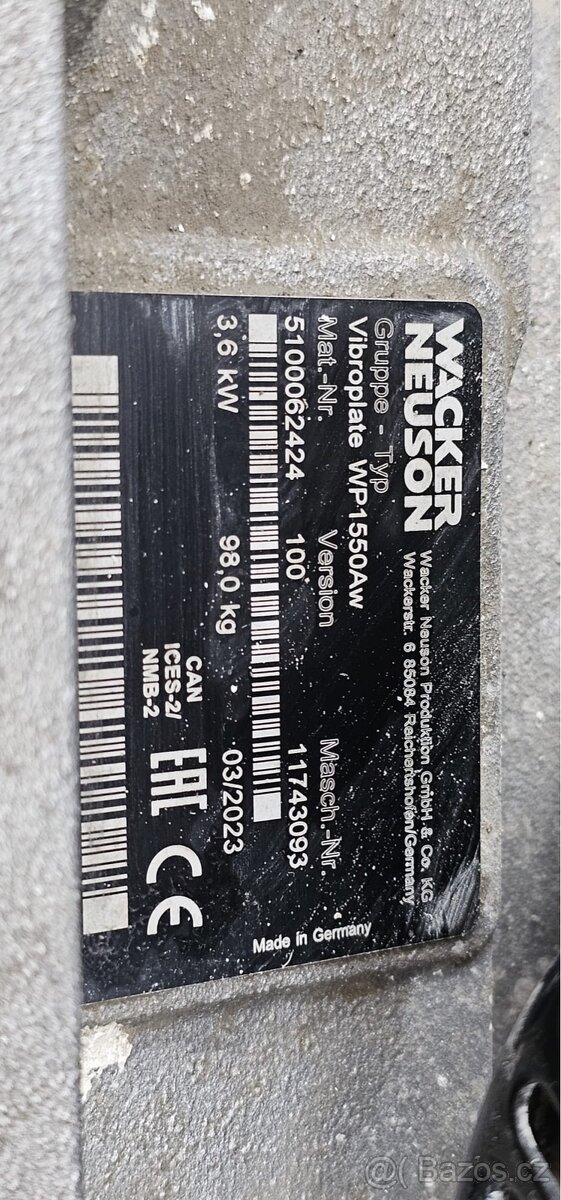 WACKER
NEUSON
Wacker Neuson Produktion GmbH & Co. KG
Wackerstr. 6 85084 Reichertshofen/Germany
Gruppe - Typ
Vibroplate WP1550Aw
Mat.-Nr. Version Masch.-Nr.
5100062424 100 11743093
3,6 kW 98,0 kg 03/2023
CAN
ICES-2/
NMB-2
EAC CE
Made in Germany
@( Bazos.cz